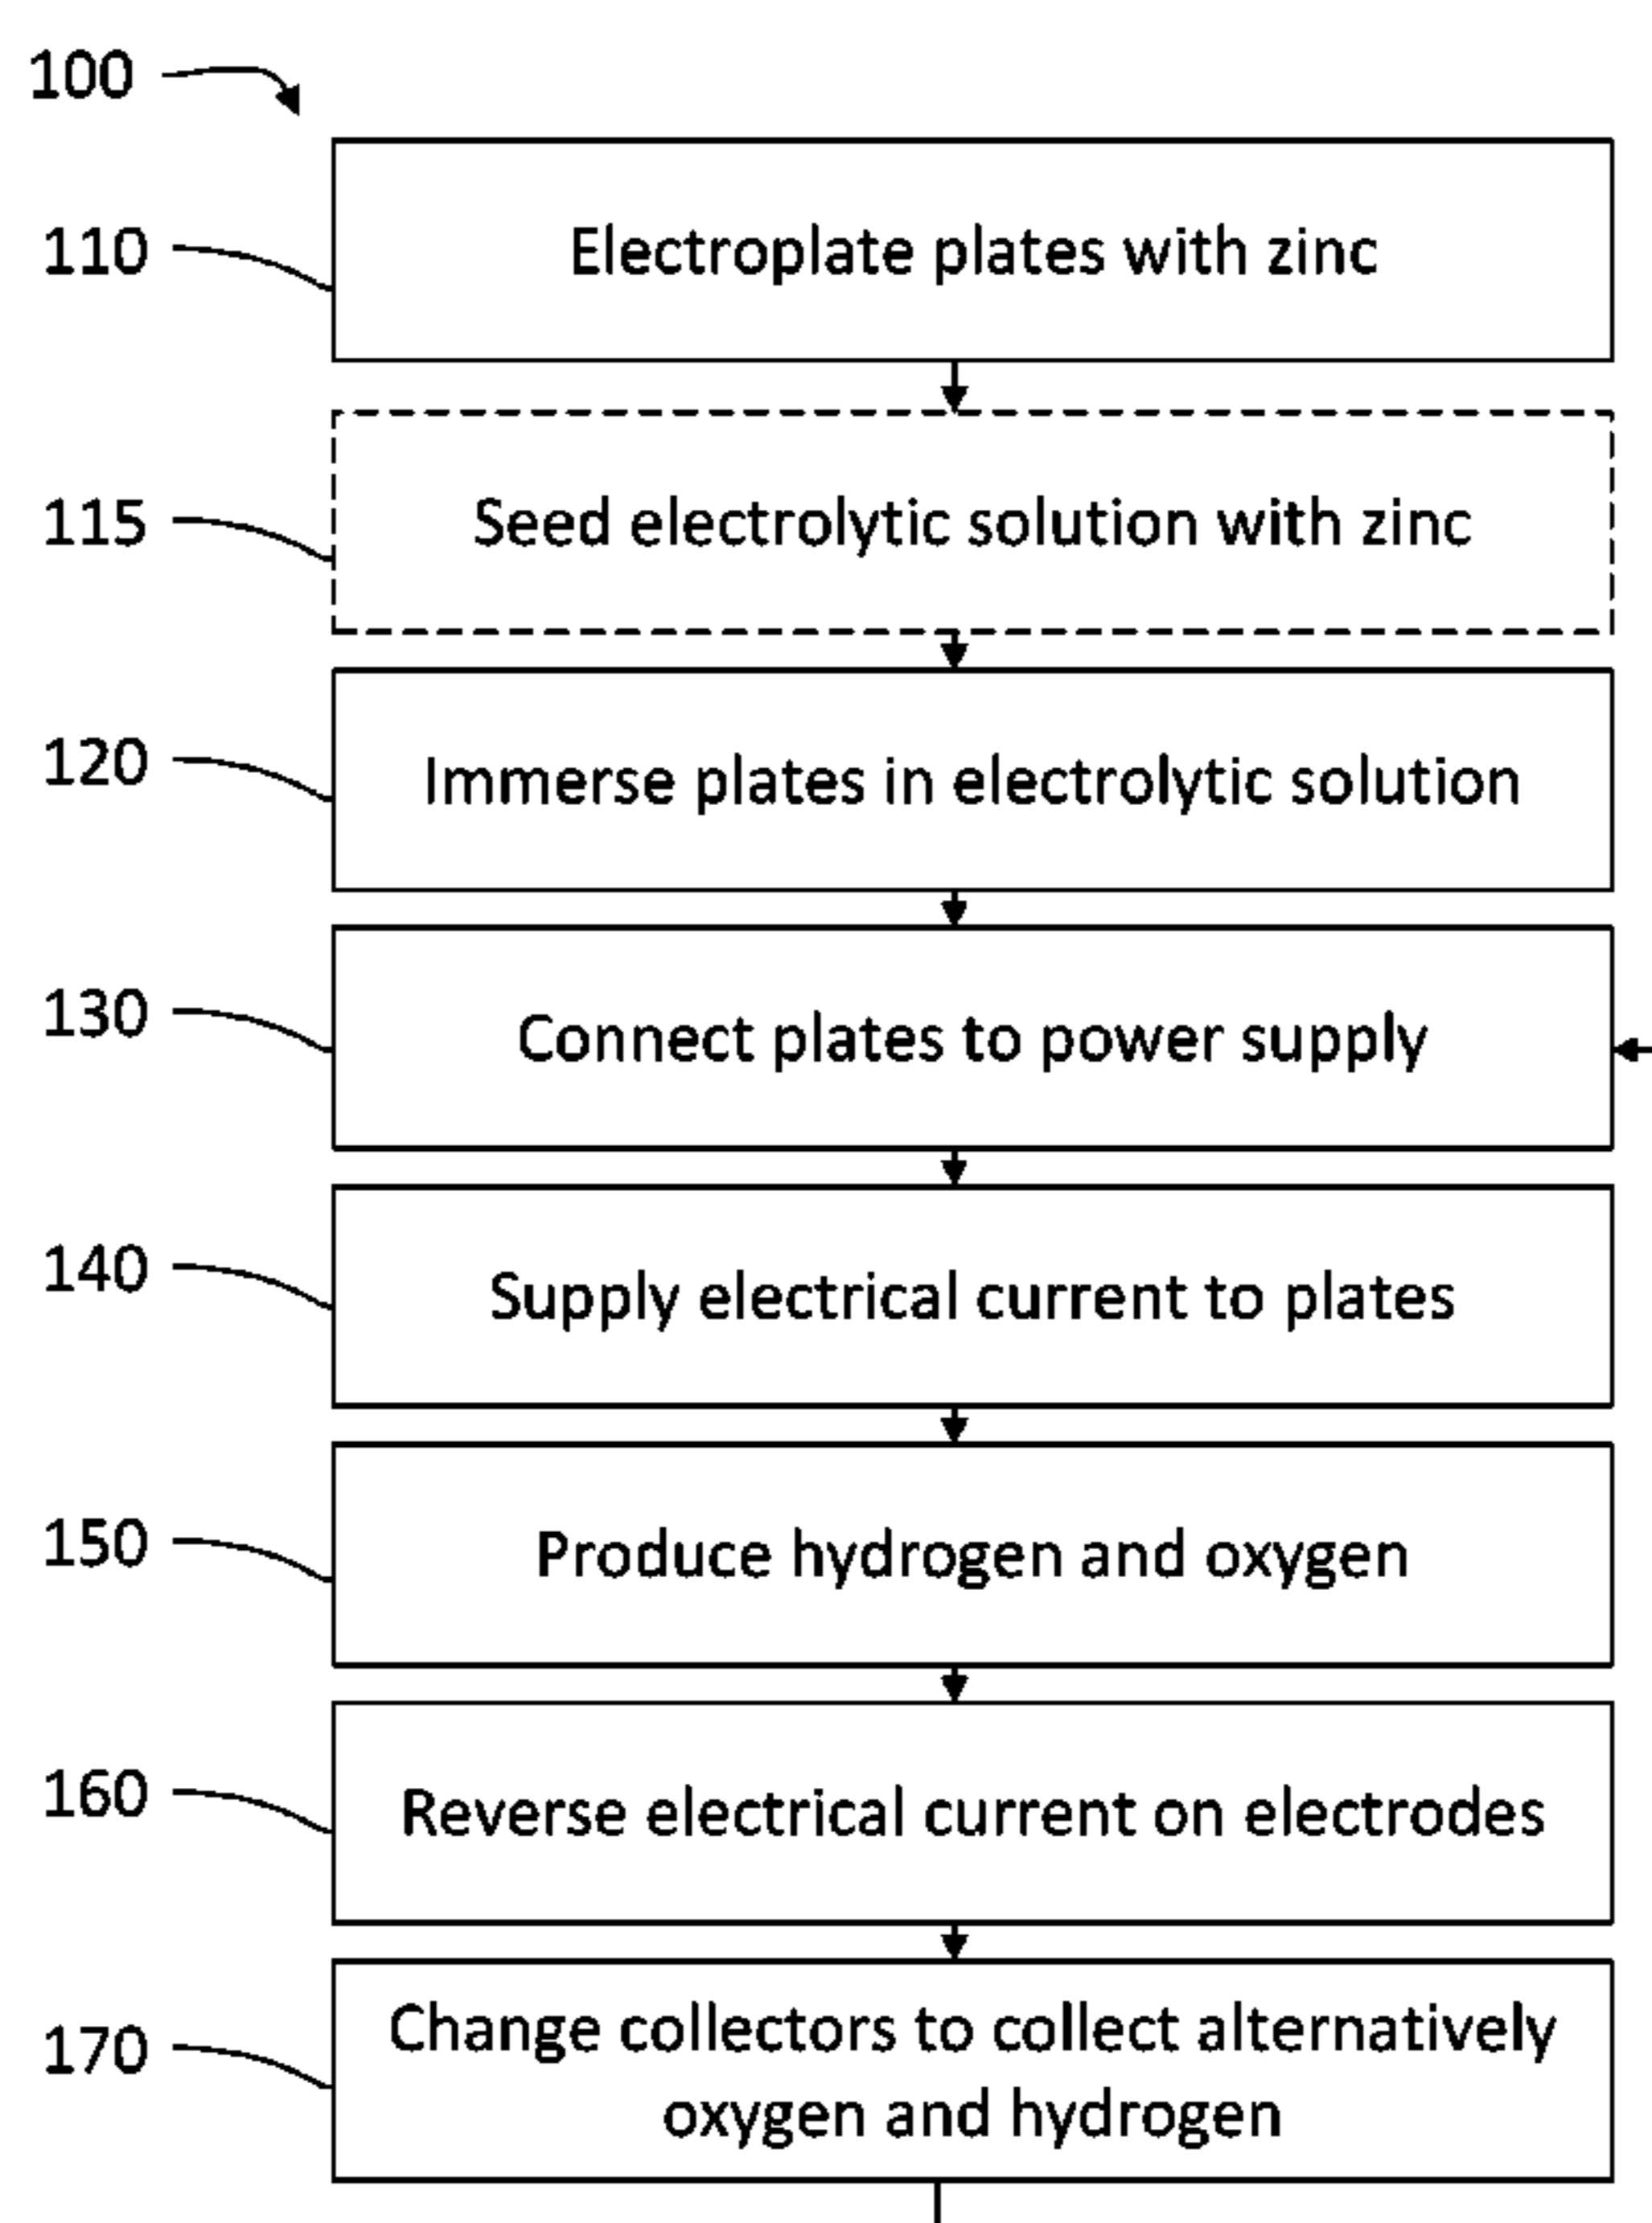 100
110 Electroplate plates with zinc
115 Seed electrolytic solution with zinc
120 Immerse plates in electrolytic solution
130 Connect plates to power supply
140 Supply electrical current to plates
150 Produce hydrogen and oxygen
160 Reverse electrical current on electrodes
170 Change collectors to collect alternatively
oxygen and hydrogen